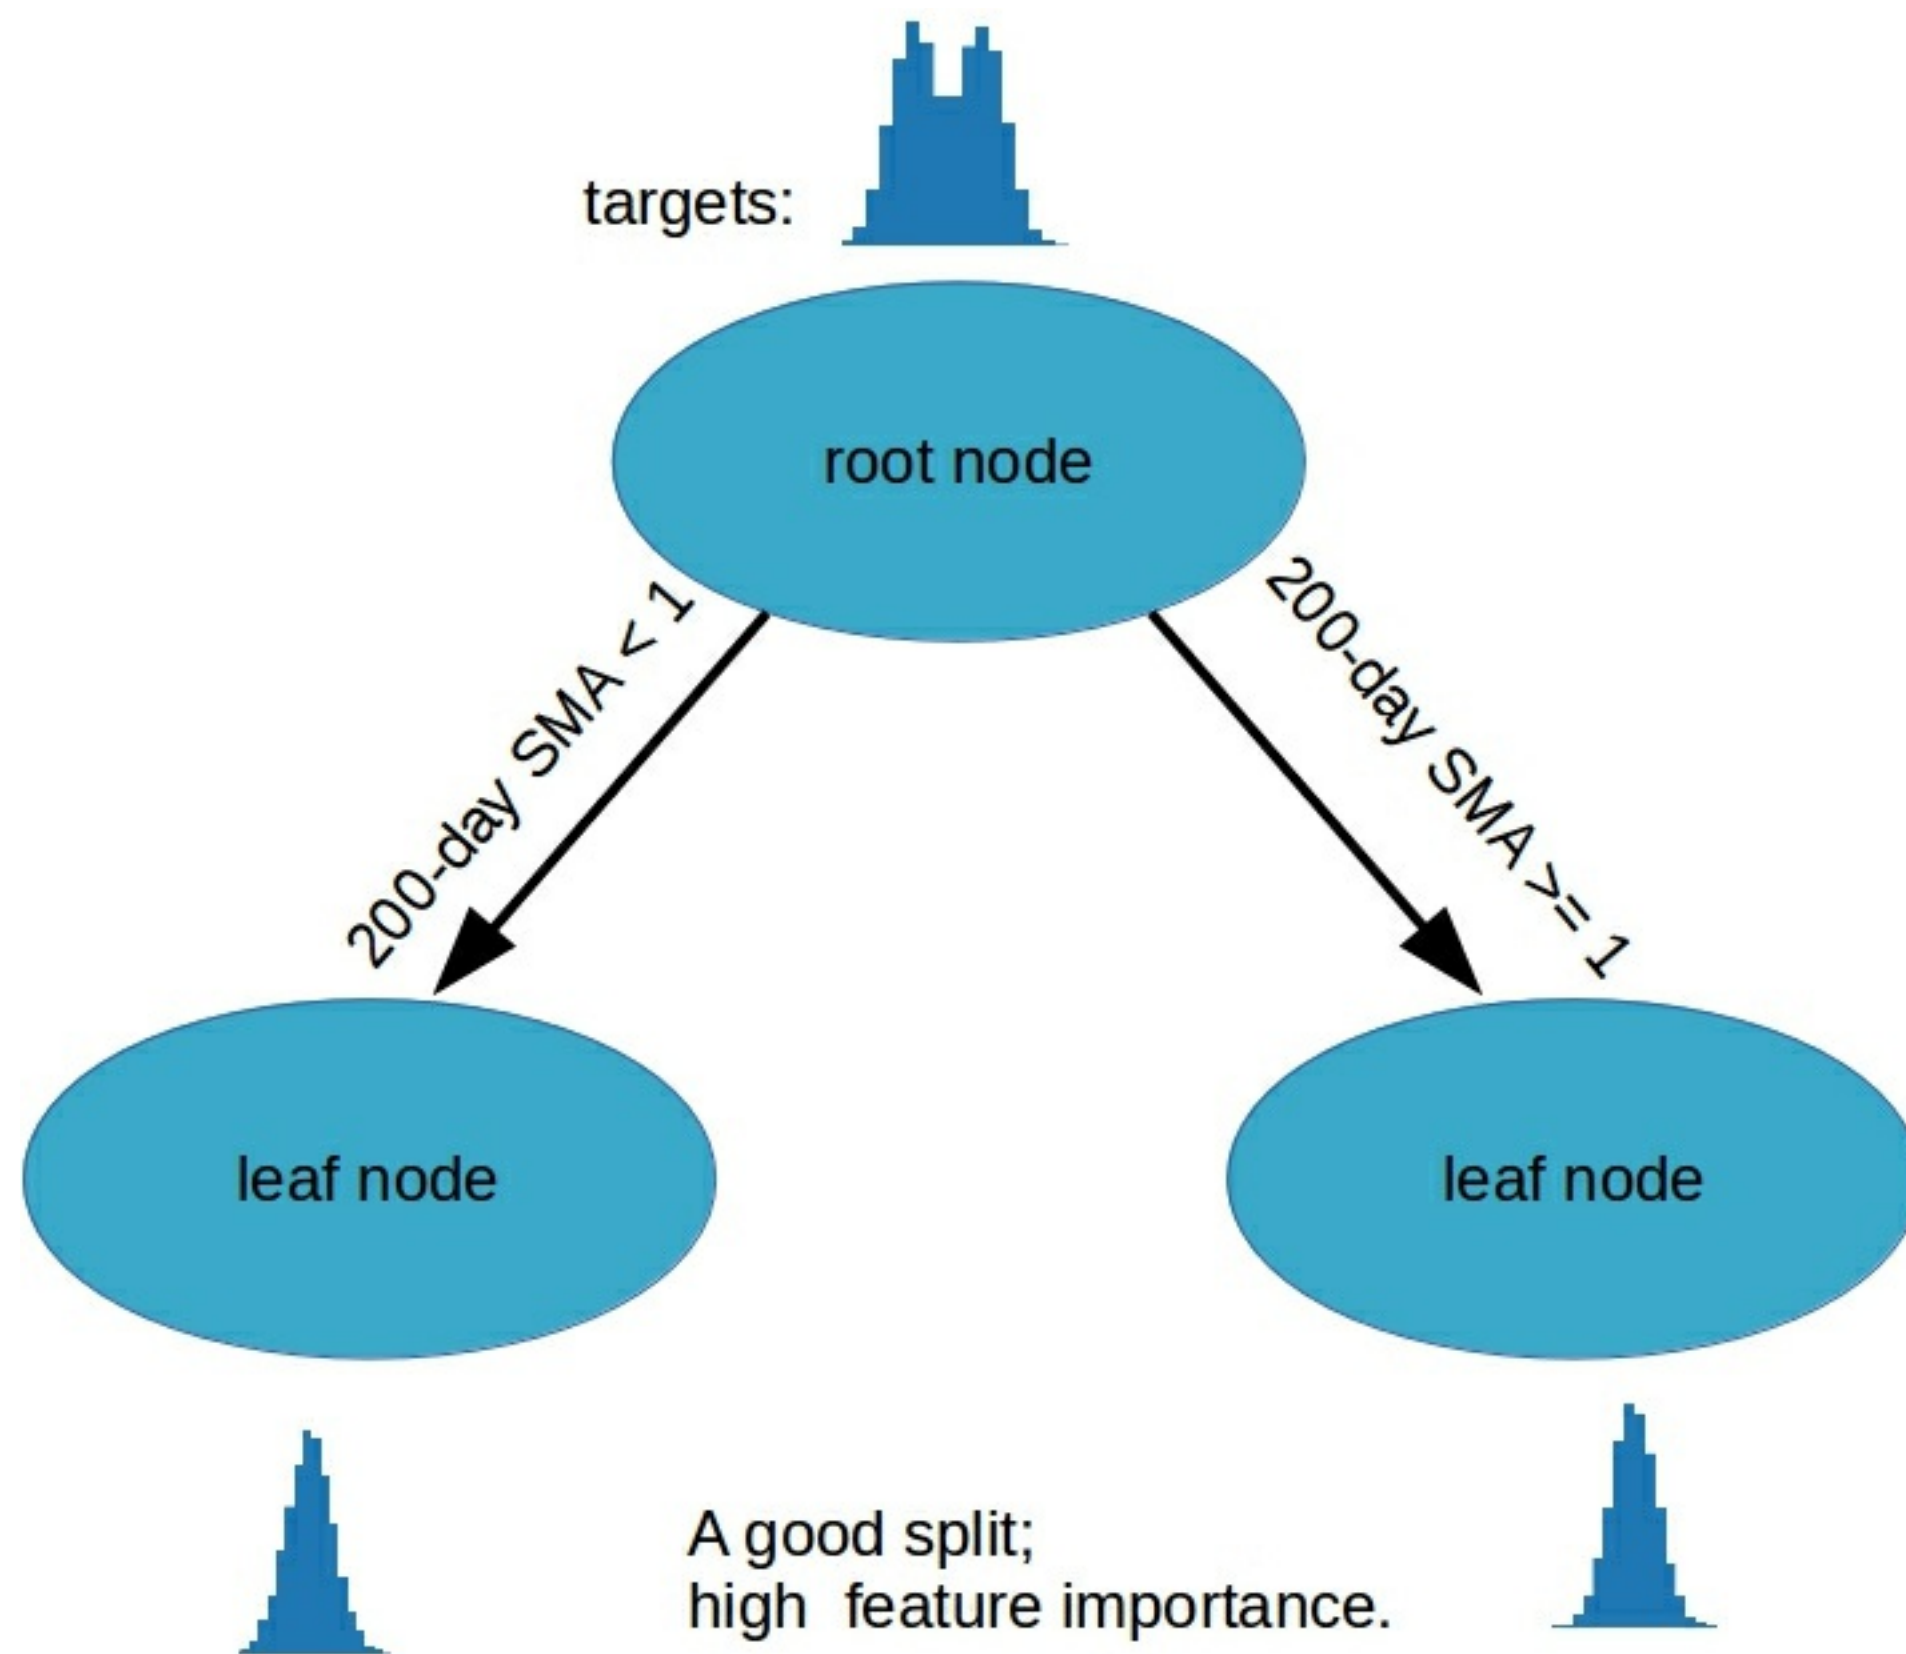 targets:
root node
200-day SMA < 1
200-day SMA >= 1
leaf node
leaf node
A good split;
high  feature importance.